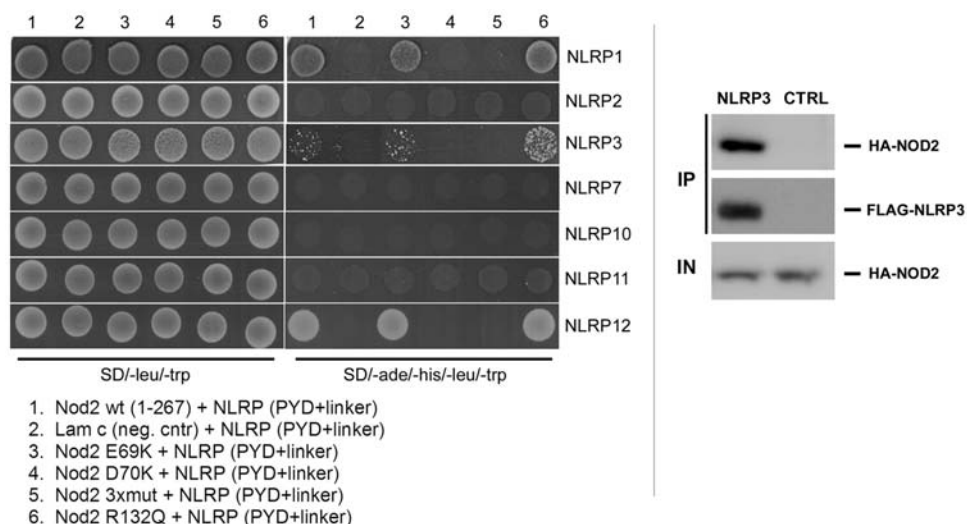 1 2 3 4 5 6 1 2 3 4 5 6
NLRP1
NLRP2
NLRP3
NLRP7
NLRP10
NLRP11
NLRP12
SD/-leu/-trp SD/-ade/-his/-leu/-trp
1. Nod2 wt (1-267) + NLRP (PYD+linker)
2. Lam c (neg. cntr) + NLRP (PYD+linker)
3. Nod2 E69K + NLRP (PYD+linker)
4. Nod2 D70K + NLRP (PYD+linker)
5. Nod2 3xmut + NLRP (PYD+linker)
6. Nod2 R132Q + NLRP (PYD+linker)
NLRP3 CTRL
HA-NOD2
IP
FLAG-NLRP3
IN HA-NOD2